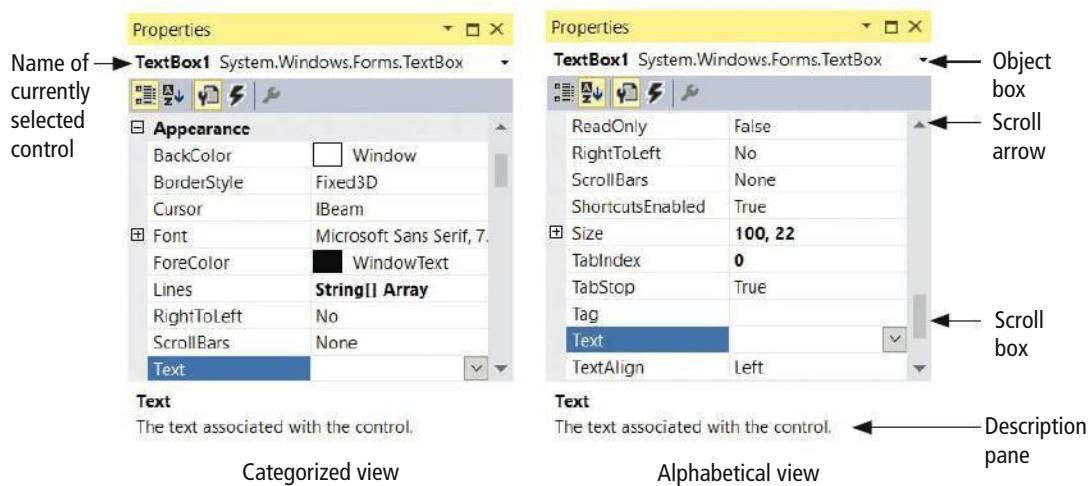 Properties
TextBox1 System.Windows.Forms.TextBox
Name of currently selected control
Appearance
BackColor Window
BorderStyle Fixed3D
Cursor IBeam
Font Microsoft Sans Serif, 7.
ForeColor WindowText
Lines String[] Array
RightToLeft No
ScrollBars None
Text
Text
The text associated with the control.
Categorized view
Properties
TextBox1 System.Windows.Forms.TextBox
Object box
Scroll arrow
ReadOnly False
RightToLeft No
ScrollBars None
ShortcutsEnabled True
Size 100, 22
TabIndex 0
TabStop True
Tag
Text
TextAlign Left
Scroll box
Text
The text associated with the control.
Description pane
Alphabetical view